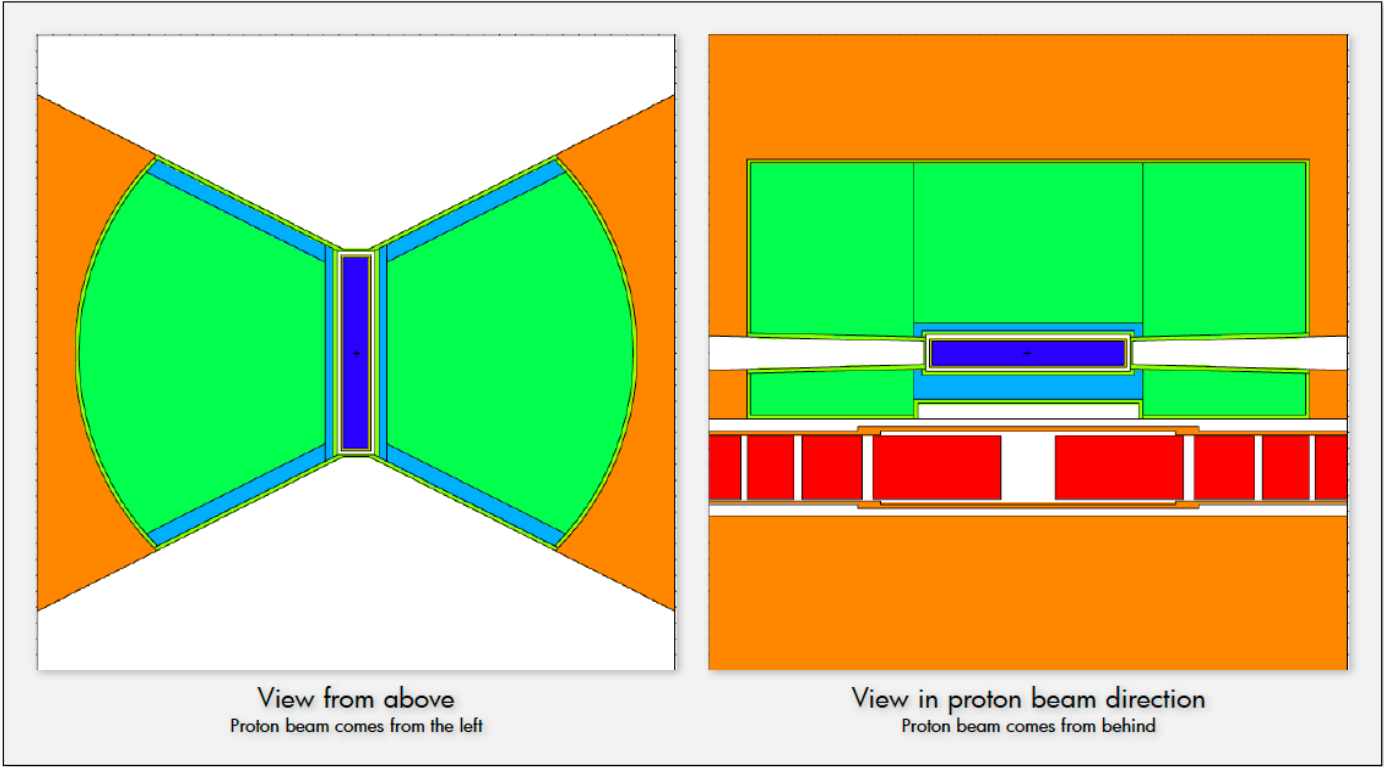 View from above
Proton beam comes from the left
View in proton beam direction
Proton beam comes from behind